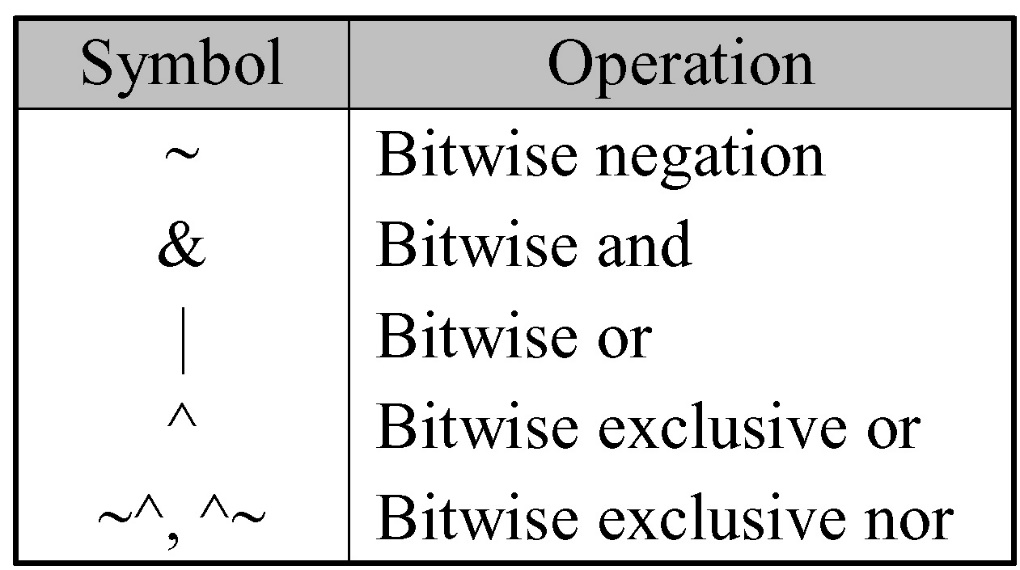 Symbol Operation
~ Bitwise negation
& Bitwise and
| Bitwise or
^ Bitwise exclusive or
~^, ^~ Bitwise exclusive nor